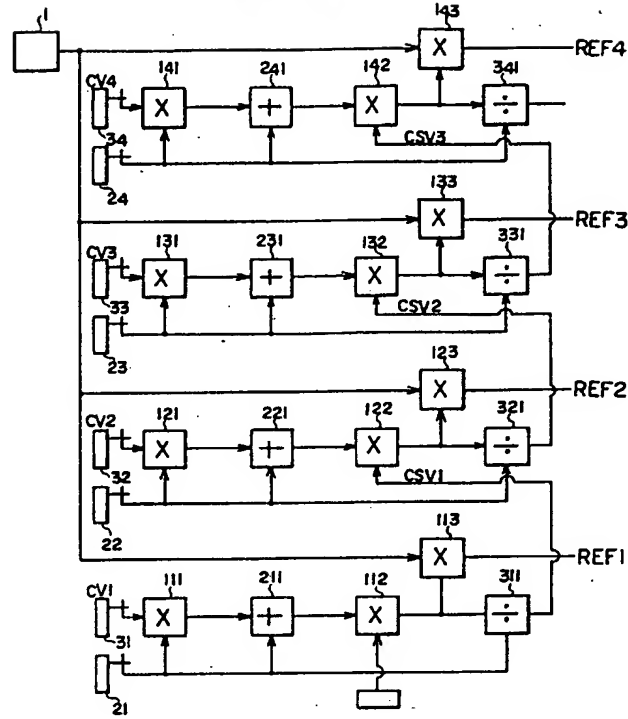 1
143
X
REF4
CV4
141
241
142
341
X
+
X
÷
34
CSV3
24
133
X
REF3
CV3
131
231
132
331
X
+
X
÷
33
CSV2
23
123
X
REF2
CV2
121
221
122
321
X
+
X
÷
32
CSV1
22
113
X
REF1
CV1
111
211
112
311
X
+
X
÷
31
21